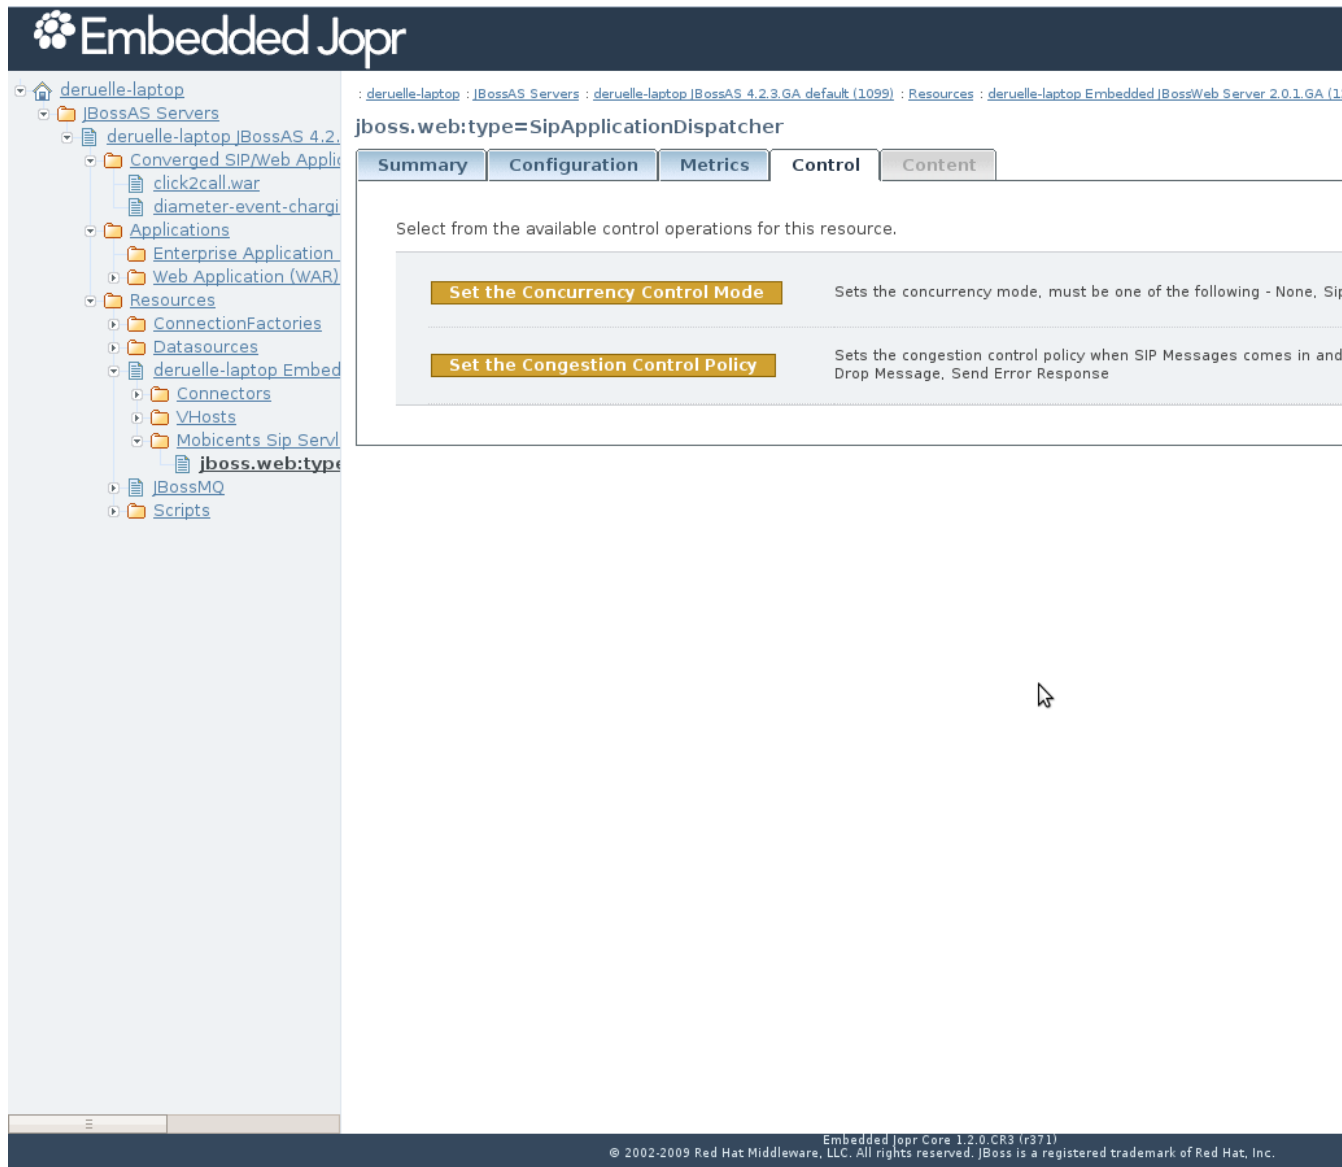 Embedded Jopr
deruelle-laptop
JBossAS Servers
deruelle-laptop JBossAS 4.2.
Converged SIP/Web Applic
click2call.war
diameter-event-chargi
Applications
Enterprise Application
Web Application (WAR)
Resources
ConnectionFactories
Datasources
deruelle-laptop Embed
Connectors
VHosts
Mobicents Sip Servl
jboss.web:type
JBossMQ
Scripts
: deruelle-laptop : JBossAS Servers : deruelle-laptop JBossAS 4.2.3.GA default (1099) : Resources : deruelle-laptop Embedded JBossWeb Server 2.0.1.GA (1
jboss.web:type=SipApplicationDispatcher
Summary Configuration Metrics Control Content
Select from the available control operations for this resource.
Set the Concurrency Control Mode Sets the concurrency mode, must be one of the following - None, Sip
Set the Congestion Control Policy Sets the congestion control policy when SIP Messages comes in and
Drop Message, Send Error Response
Embedded Jopr Core 1.2.0.CR3 (r371)
© 2002-2009 Red Hat Middleware, LLC. All rights reserved. JBoss is a registered trademark of Red Hat, Inc.